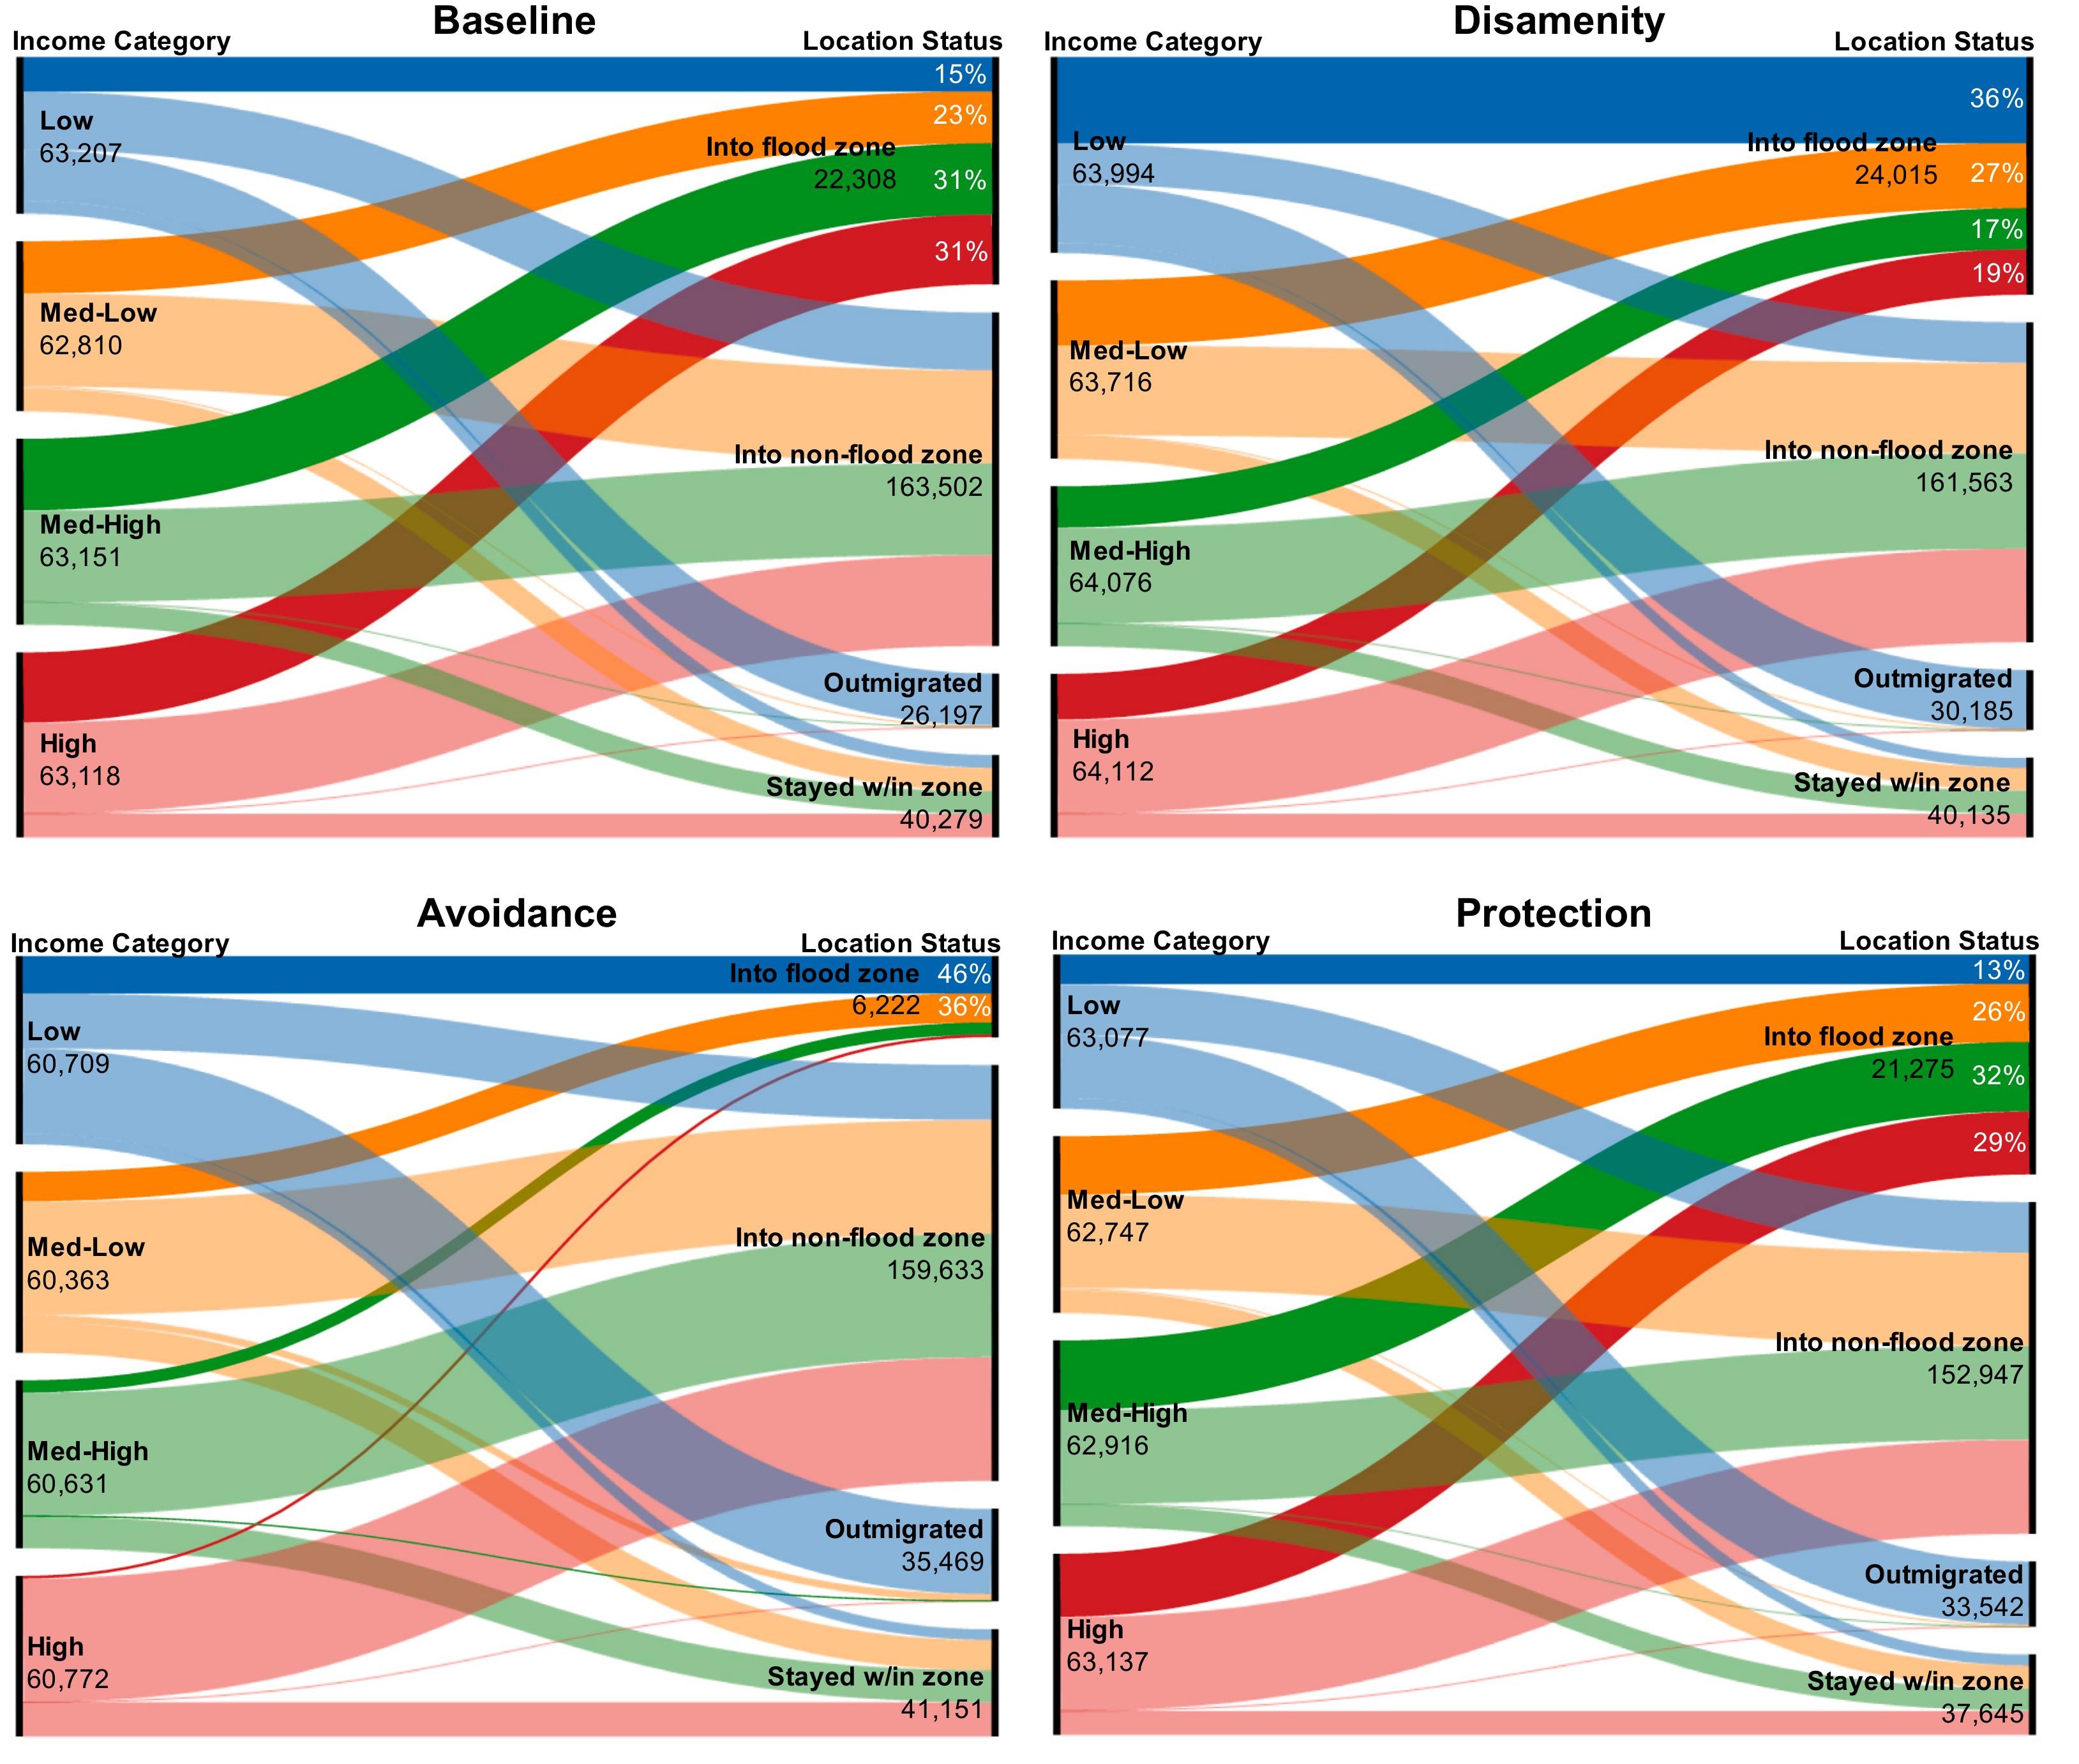 Baseline
Income Category
Location Status
15%
Low
63,207
23%
Into flood zone
22,308
31%
31%
Med-Low
62,810
Into non-flood zone
163,502
Med-High
63,151
Outmigrated
26,197
High
63,118
Stayed w/in zone
40,279
Disamenity
Income Category
Location Status
36%
Low
63,994
Into flood zone
24,015
27%
17%
19%
Med-Low
63,716
Into non-flood zone
161,563
Med-High
64,076
Outmigrated
30,185
High
64,112
Stayed w/in zone
40,135
Avoidance
Income Category
Location Status
Into flood zone
46%
6,222
36%
Low
60,709
Med-Low
60,363
Into non-flood zone
159,633
Med-High
60,631
Outmigrated
35,469
High
60,772
Stayed w/in zone
41,151
Protection
Income Category
Location Status
13%
Low
63,077
26%
Into flood zone
21,275
32%
29%
Med-Low
62,747
Into non-flood zone
152,947
Med-High
62,916
Outmigrated
33,542
High
63,137
Stayed w/in zone
37,645